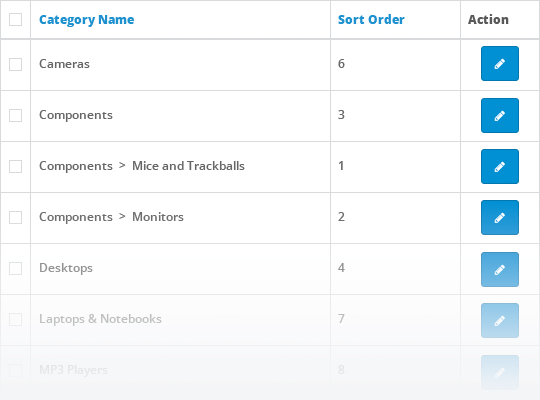 Category Name Sort Order Action
Cameras 6
Components 3
Components > Mice and Trackballs 1
Components > Monitors 2
Desktops 4
Laptops & Notebooks 7
MP3 Players 8